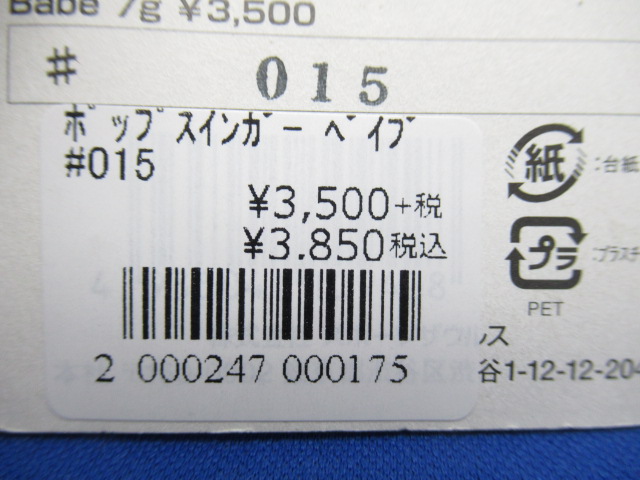 Babe 7g ¥3,500
# 015
ﾎﾟｯﾌﾟｽｲﾝｶﾞｰ ﾍﾞｲﾌﾞ
#015
¥3,500+税
¥3.850税込
2 000247 000175
紙
:台紙
プラ
:プラスチ
PET
ス
谷1-12-12-204